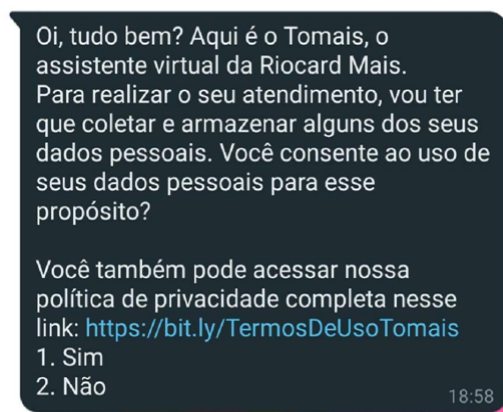 Oi, tudo bem? Aqui é o Tomais, o
assistente virtual da Riocard Mais.
Para realizar o seu atendimento, vou ter
que coletar e armazenar alguns dos seus
dados pessoais. Você consente ao uso de
seus dados pessoais para esse
propósito?
Você também pode acessar nossa
política de privacidade completa nesse
link: https://bit.ly/TermosDeUsoTomais
1. Sim
2. Não
18:58